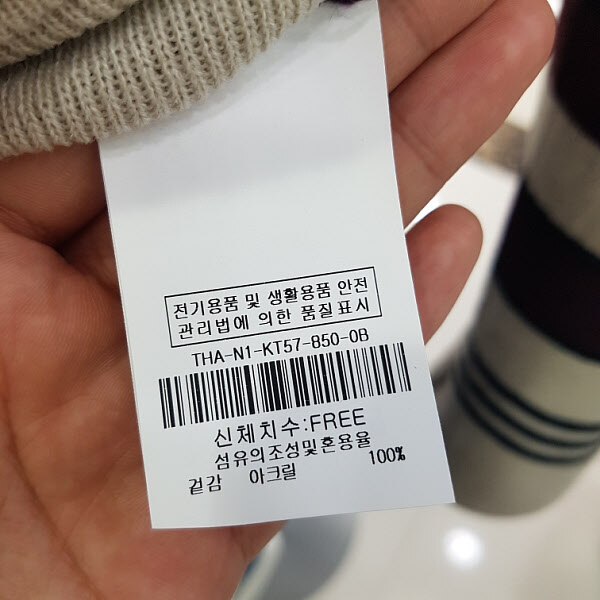 전기용품 및 생활용품 안전
관리법에 의한 품질표시
THA-N1-KT57-850-0B
신체치수:FREE
섬유의조성및혼용율
겉감 아크릴 100%